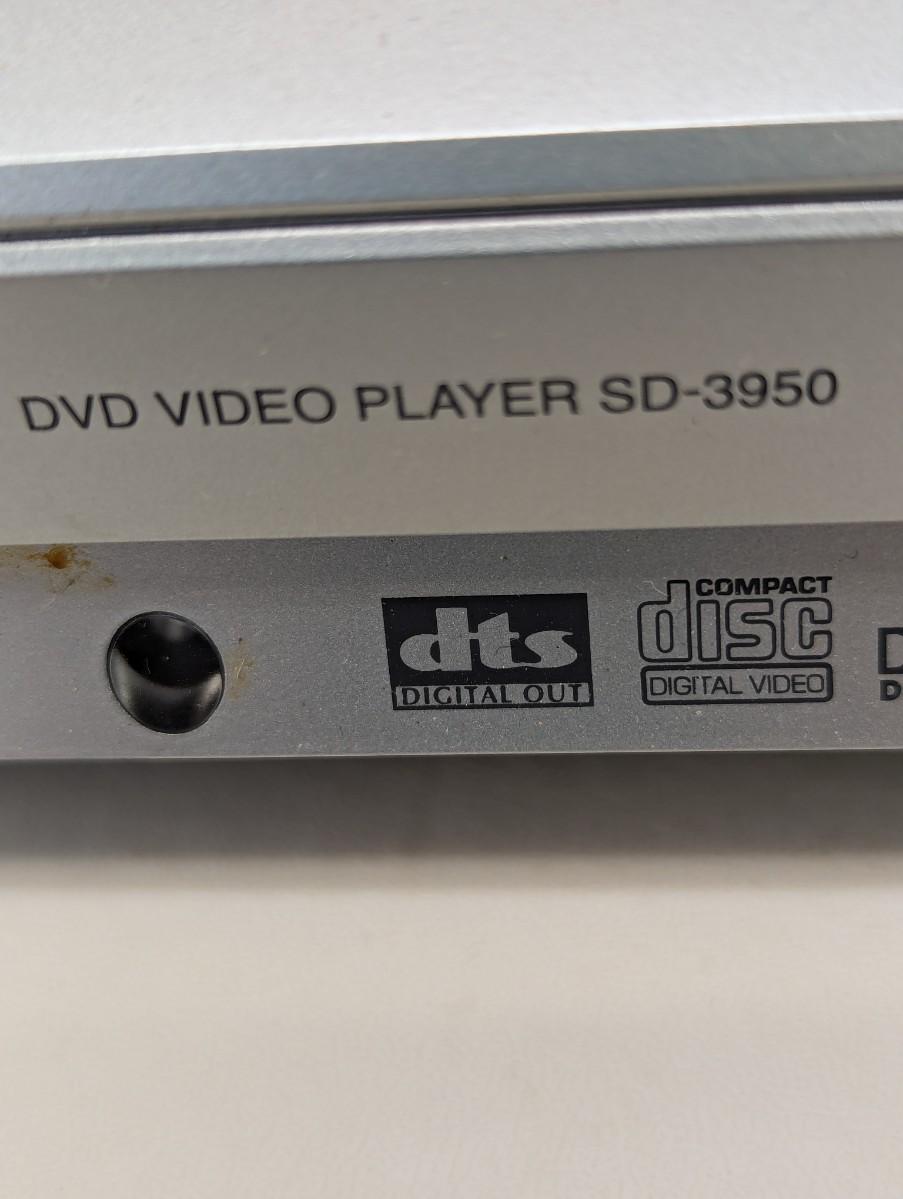 DVD VIDEO PLAYER SD-3950
dts
DIGITAL OUT
COMPACT
disc
DIGITAL VIDEO